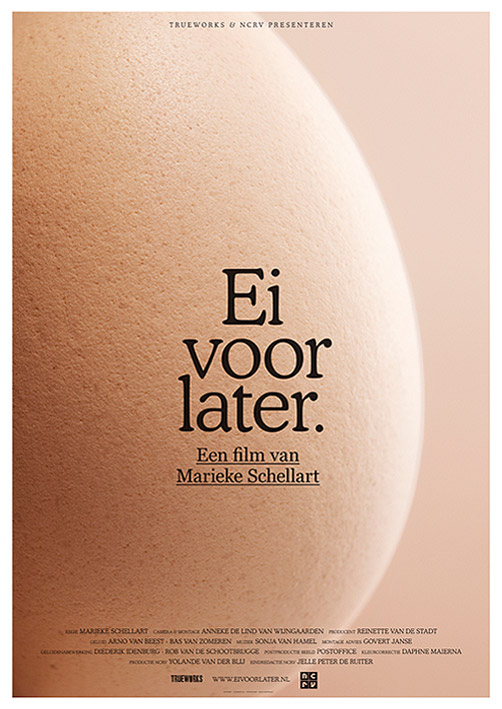 TRUEWORKS & NCRV PRESENTEREN
Ei
voor
later.
Een film van
Marieke Schellart
REGIE MARIEKE SCHELLART CAMERA & MONTAGE ANNEKE DE LIND VAN WIJNGAARDEN PRODUCENT REINETTE VAN DE STADT
GELUID ARNO VAN BEEST - BAS VAN ZOMEREN MUZIEK SONJA VAN HAMEL MONTAGE ADVIES GOVERT JANSE
GELUIDSNABEWERKING DIEDERIK IDENBURG - ROB VAN DE SCHOOTBRUGGE POSTPRODUCTIE BEELD POSTOFFICE KLEURCORRECTIE DAPHNE MAIERNA
PRODUCTIE NCRV YOLANDE VAN DER BLIJ EINDREDACTIE NCRV JELLE PETER DE RUITER
TRUEWORKS WWW.EIVOORLATER.NL NCRV